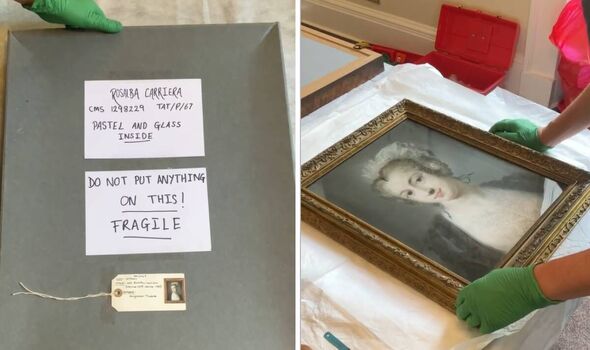 ROSALBA CARRIERA
CMS 1298229 TAT/P/67
PASTEL AND GLASS
INSIDE
DO NOT PUT ANYTHING
ON THIS!
FRAGILE